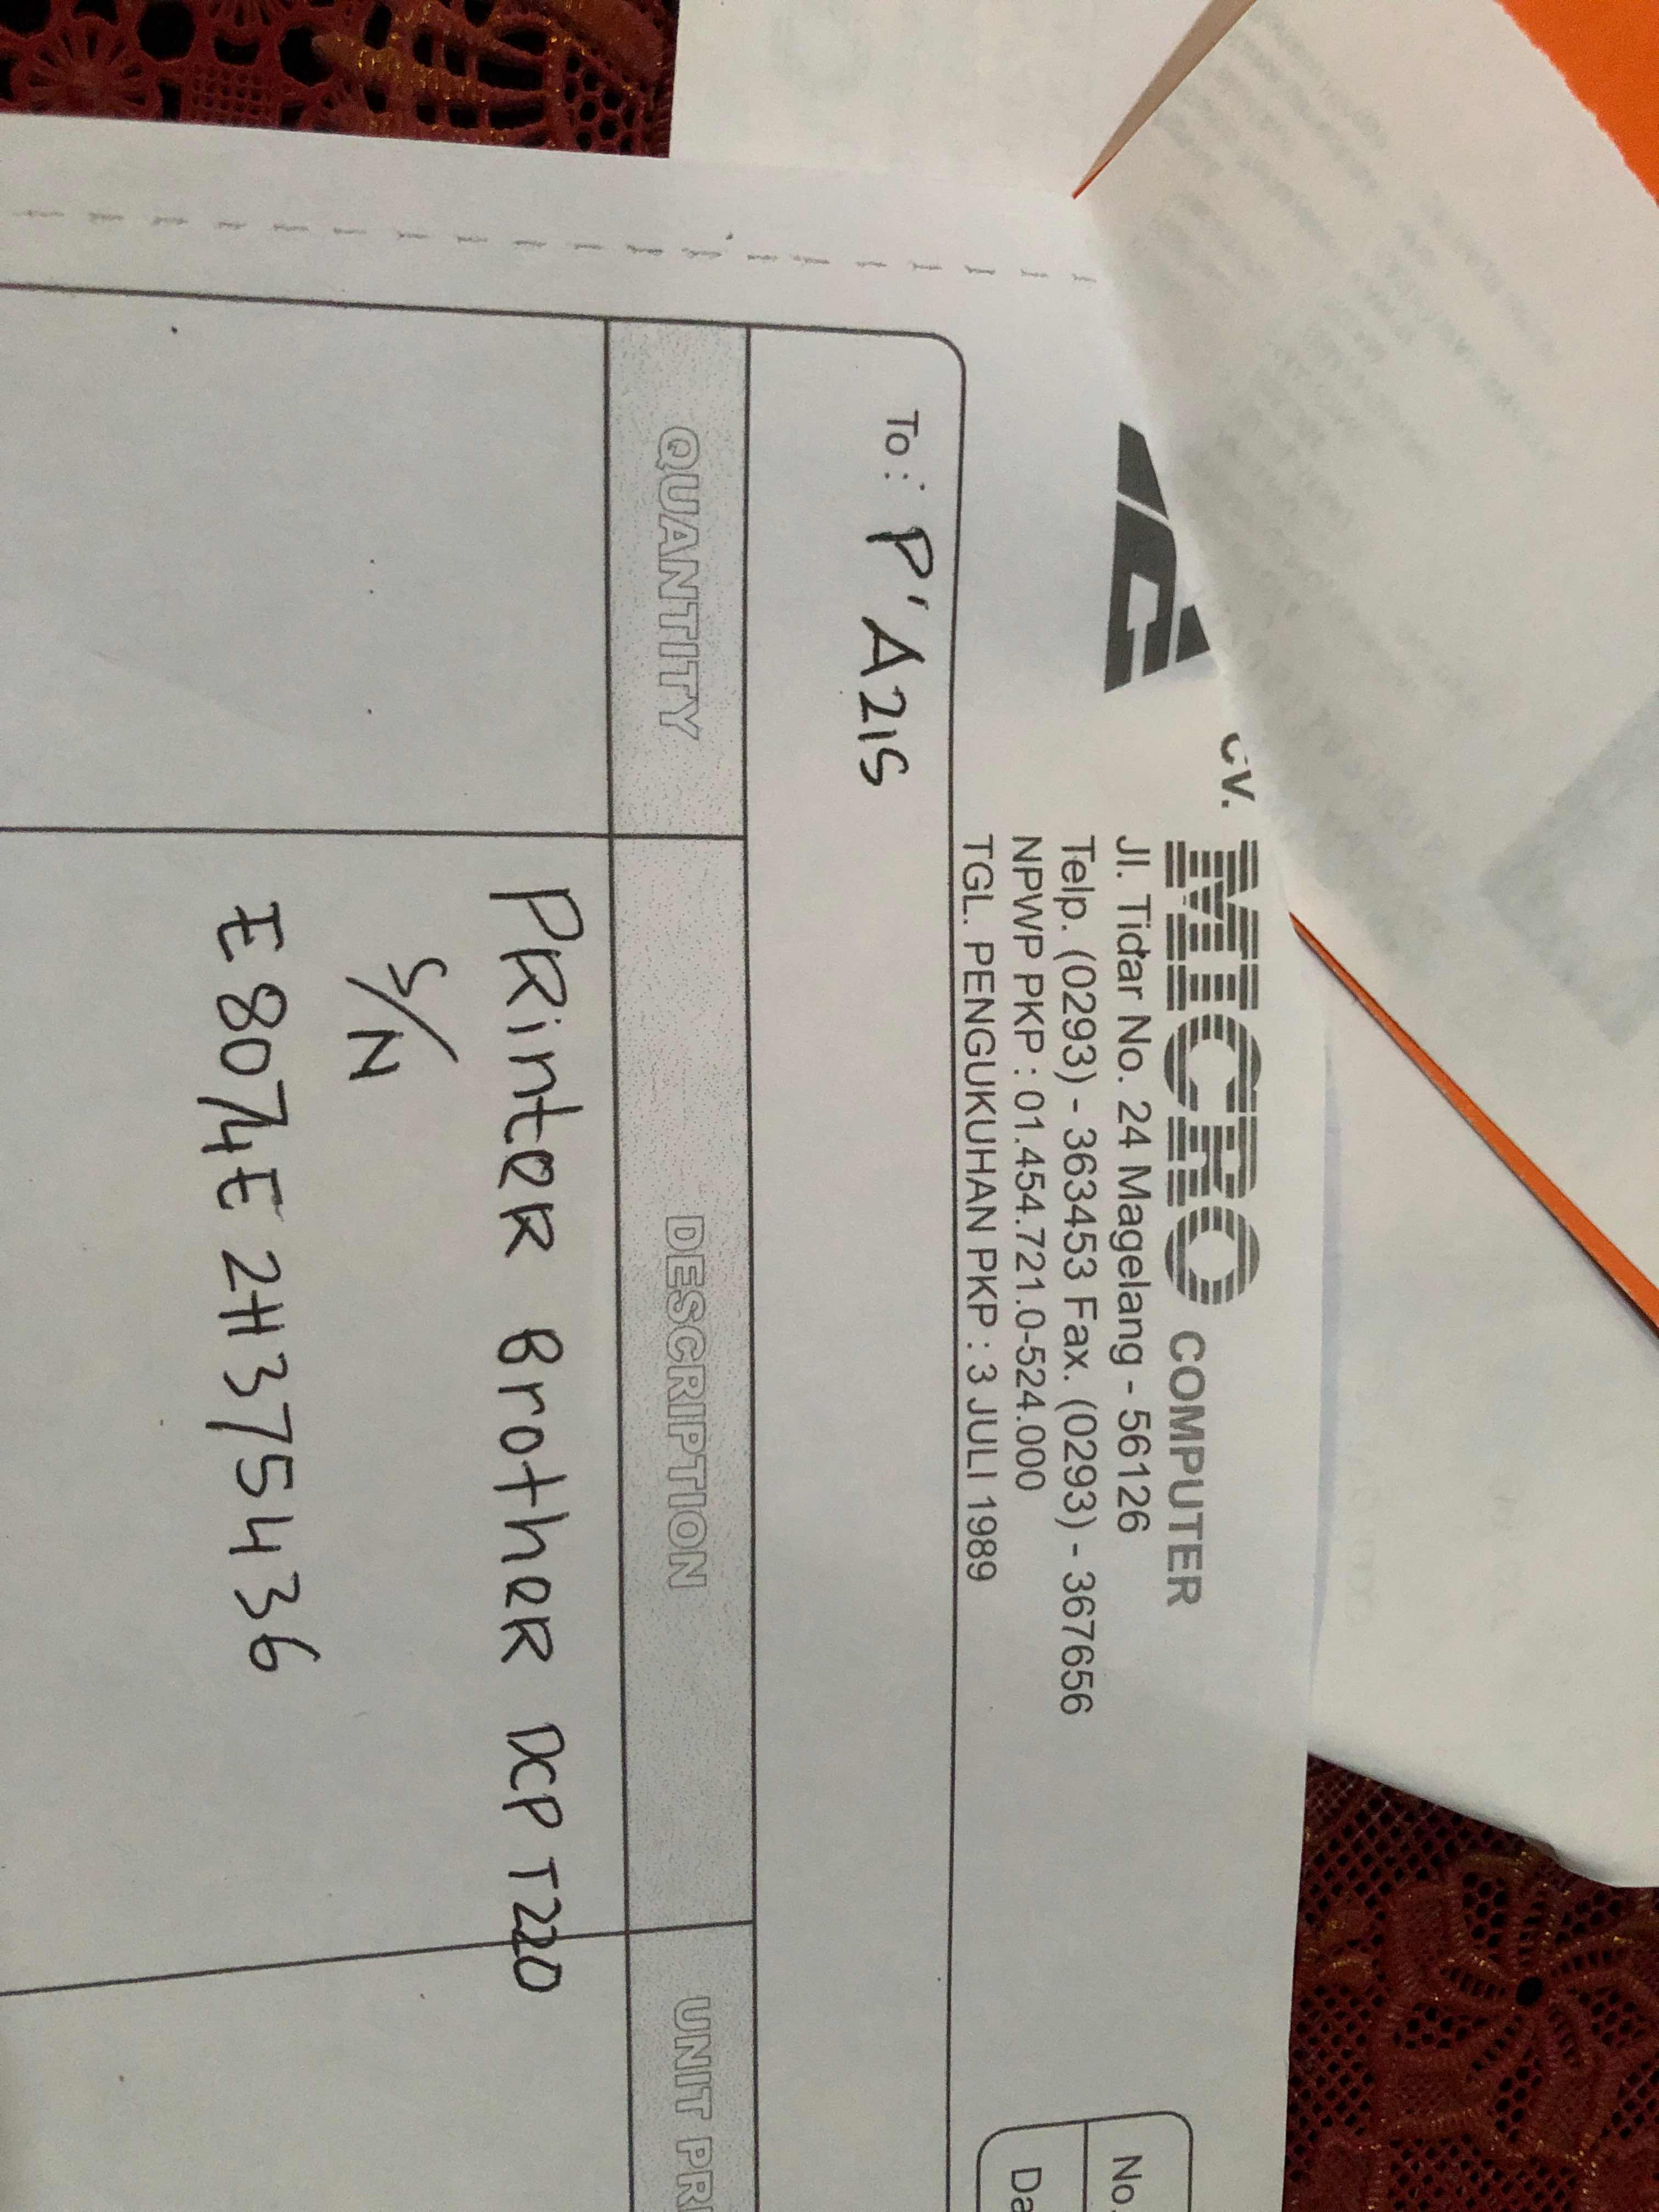 CV. MICRO COMPUTER
Jl. Tidar No. 24 Magelang - 56126
Telp. (0293) - 363453 Fax. (0293) - 367656
NPWP PKP : 01.454.721.0-524.000
TGL. PENGUKUHAN PKP : 3 JULI 1989
No.
To : P'AZIS
QUANTITY DESCRIPTION
PRinteR BrotheR DCP T220
S/N
E8074E2H375436